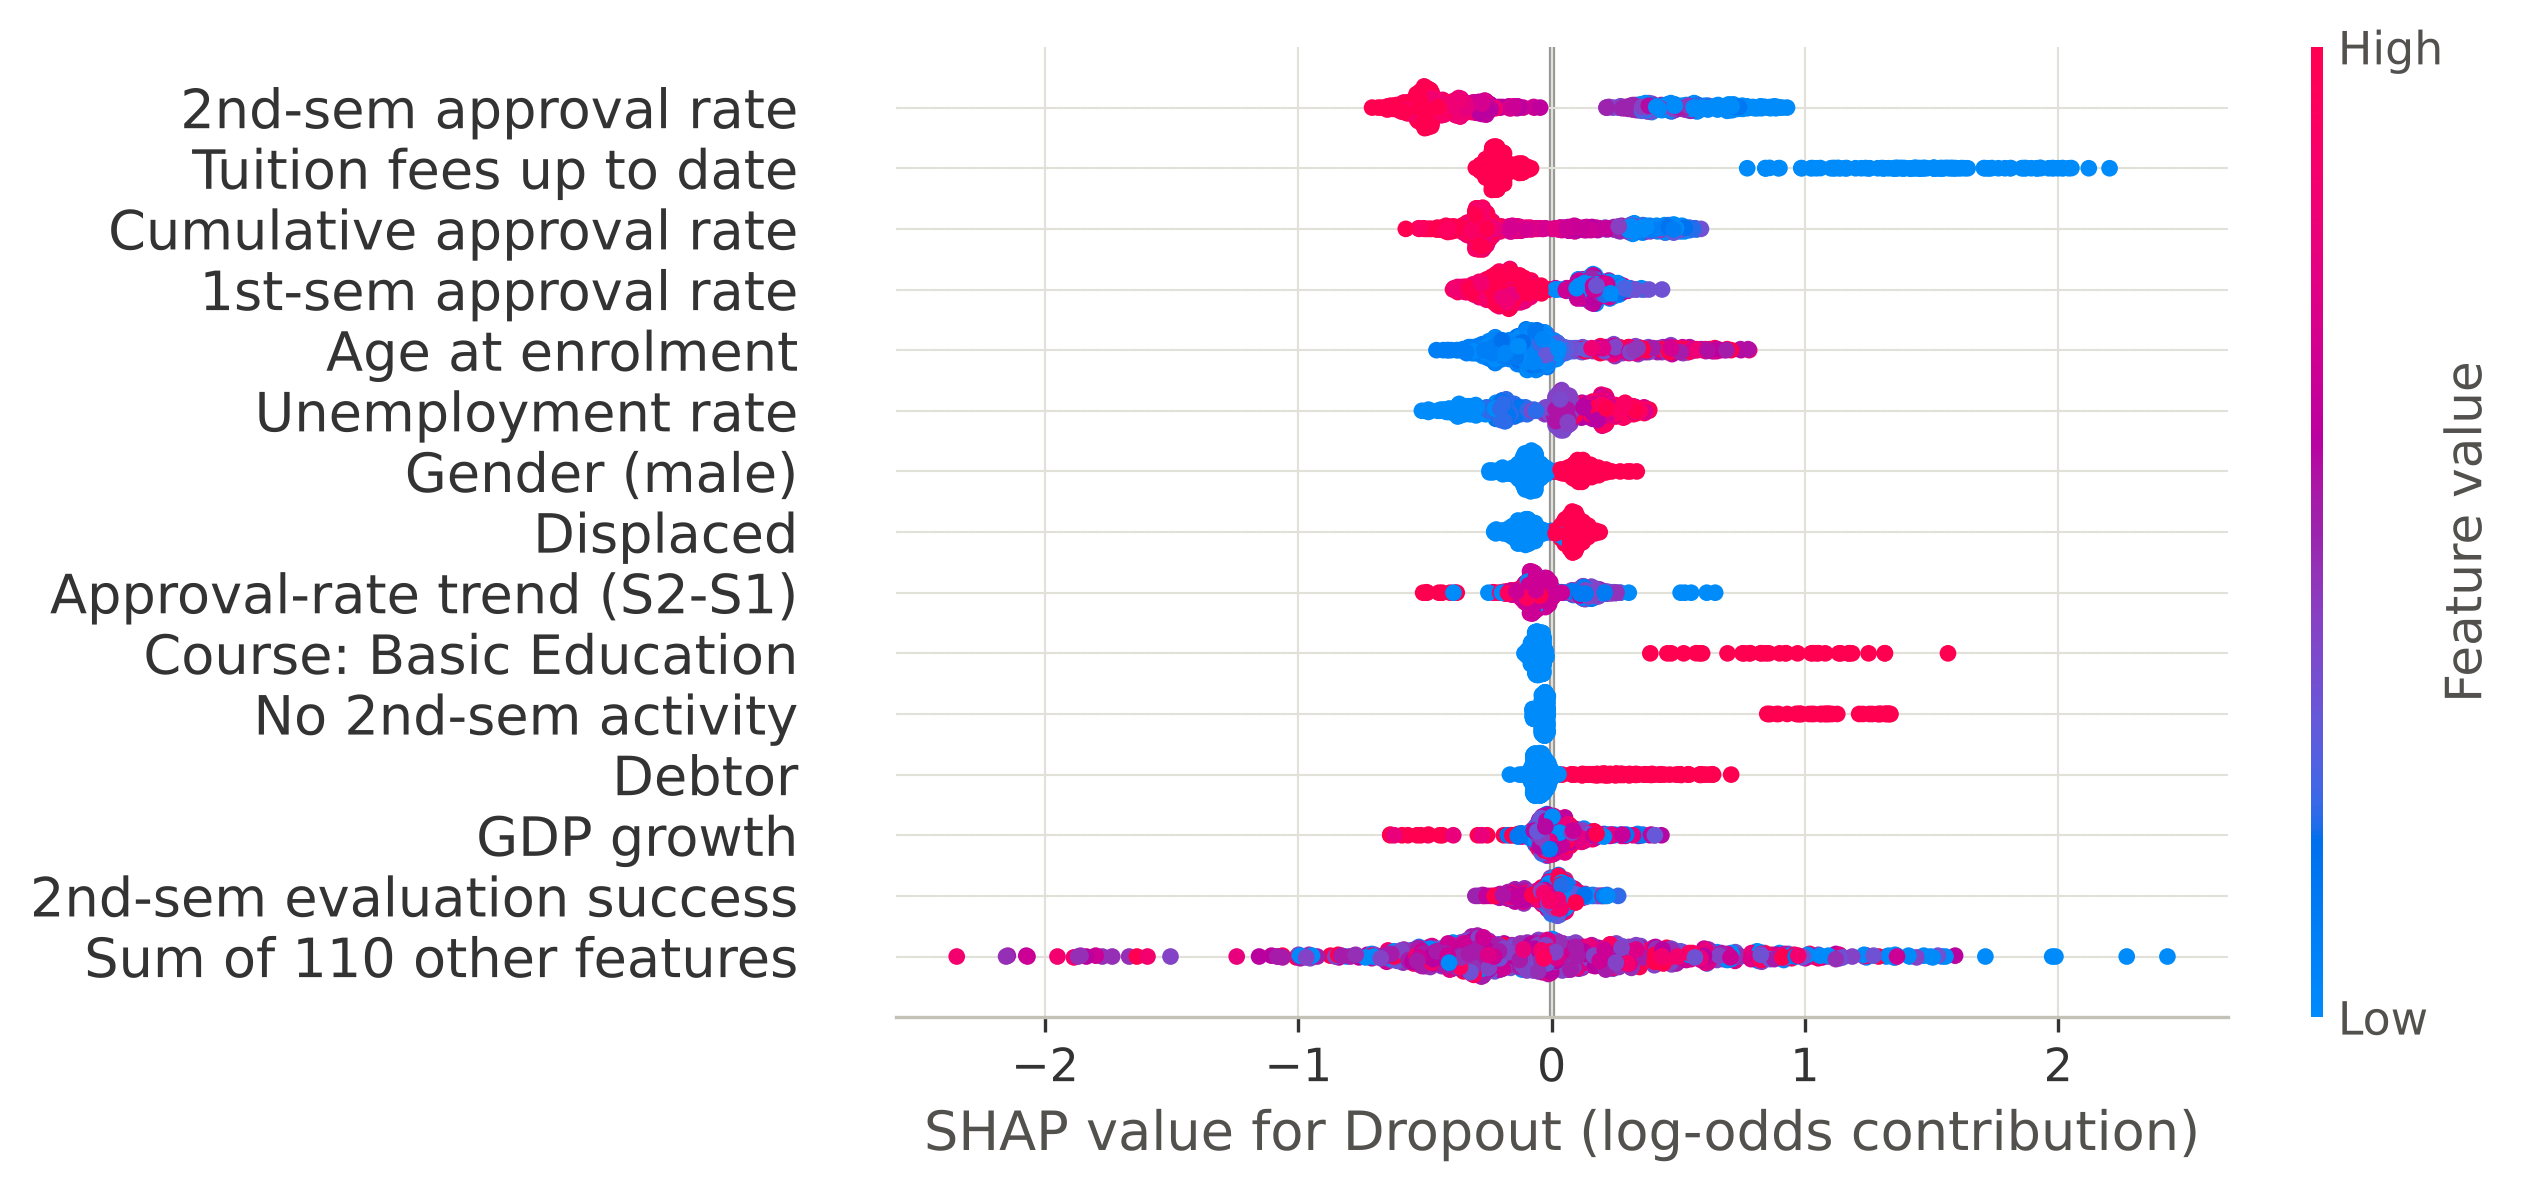 High
2nd-sem approval rate
Tuition fees up to date
Cumulative approval rate
1st-sem approval rate
Age at enrolment
Unemployment rate
Gender (male)
Displaced
Approval-rate trend (S2-S1)
Course: Basic Education
No 2nd-sem activity
Debtor
GDP growth
2nd-sem evaluation success
Sum of 110 other features
Feature value
Low
−2 −1 0 1 2
SHAP value for Dropout (log-odds contribution)